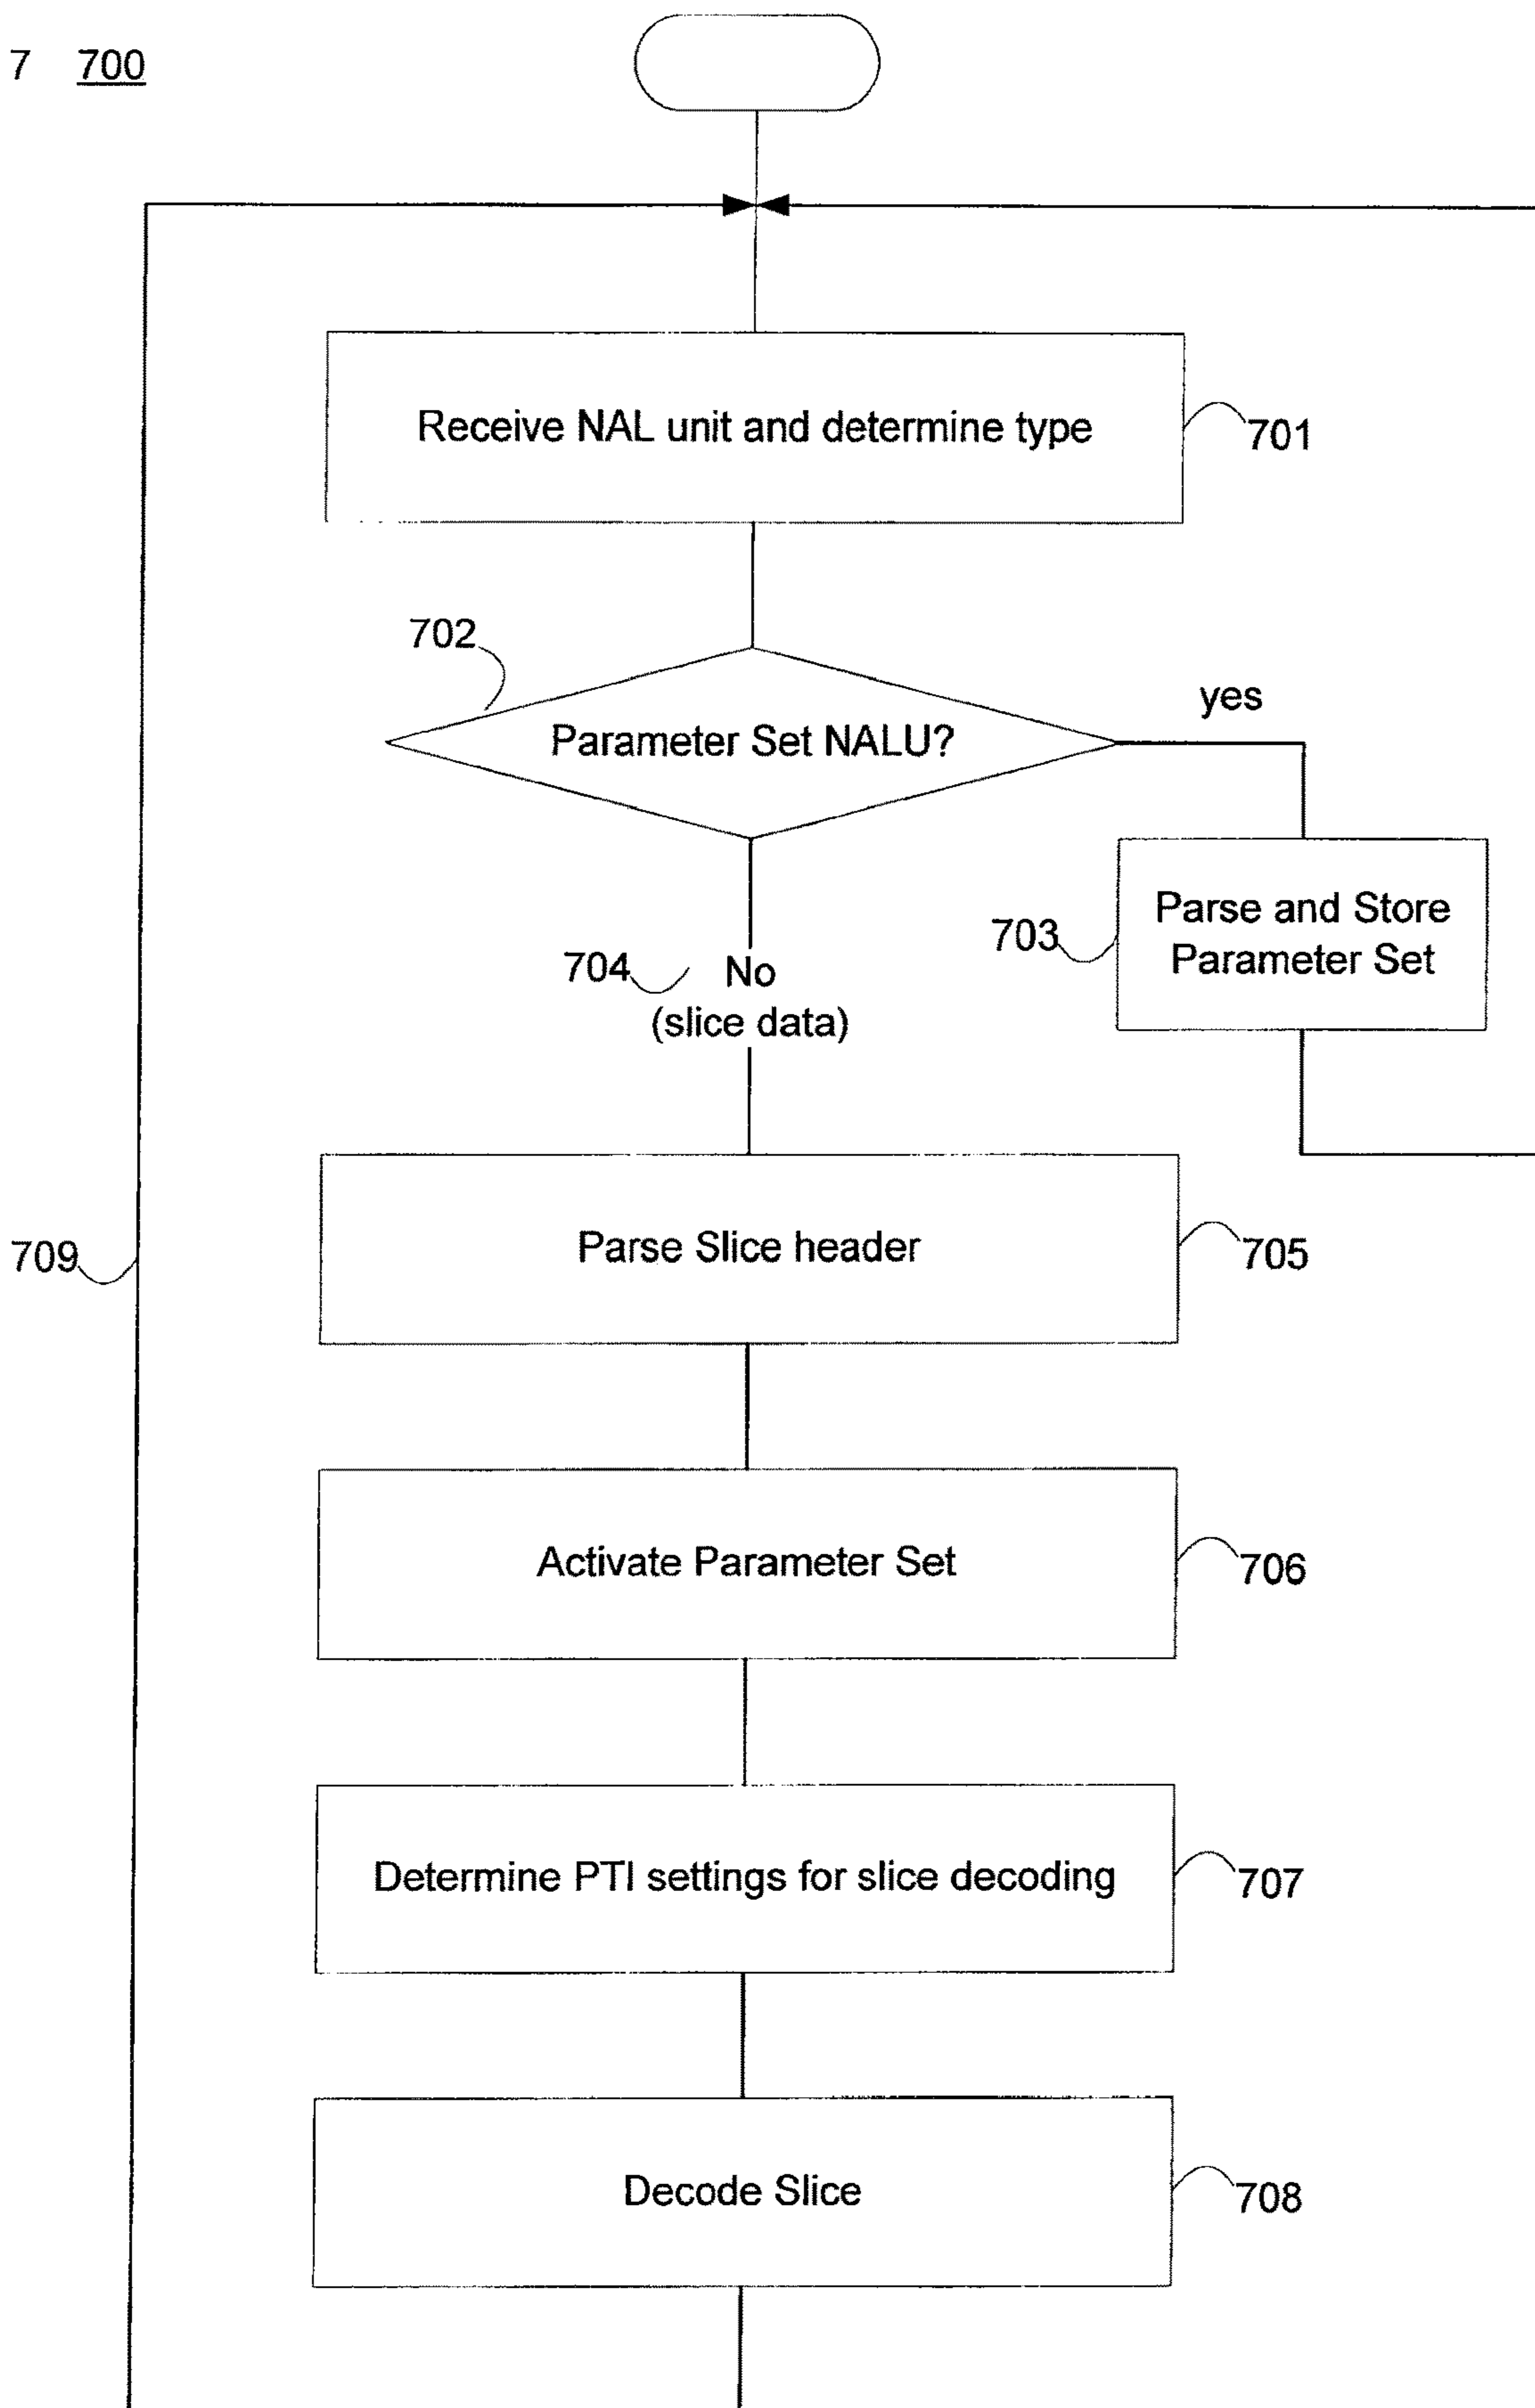 7 700
Receive NAL unit and determine type
701
702
Parameter Set NALU?
yes
703
Parse and Store
Parameter Set
704
No
(slice data)
Parse Slice header
705
709
Activate Parameter Set
706
Determine PTI settings for slice decoding
707
Decode Slice
708